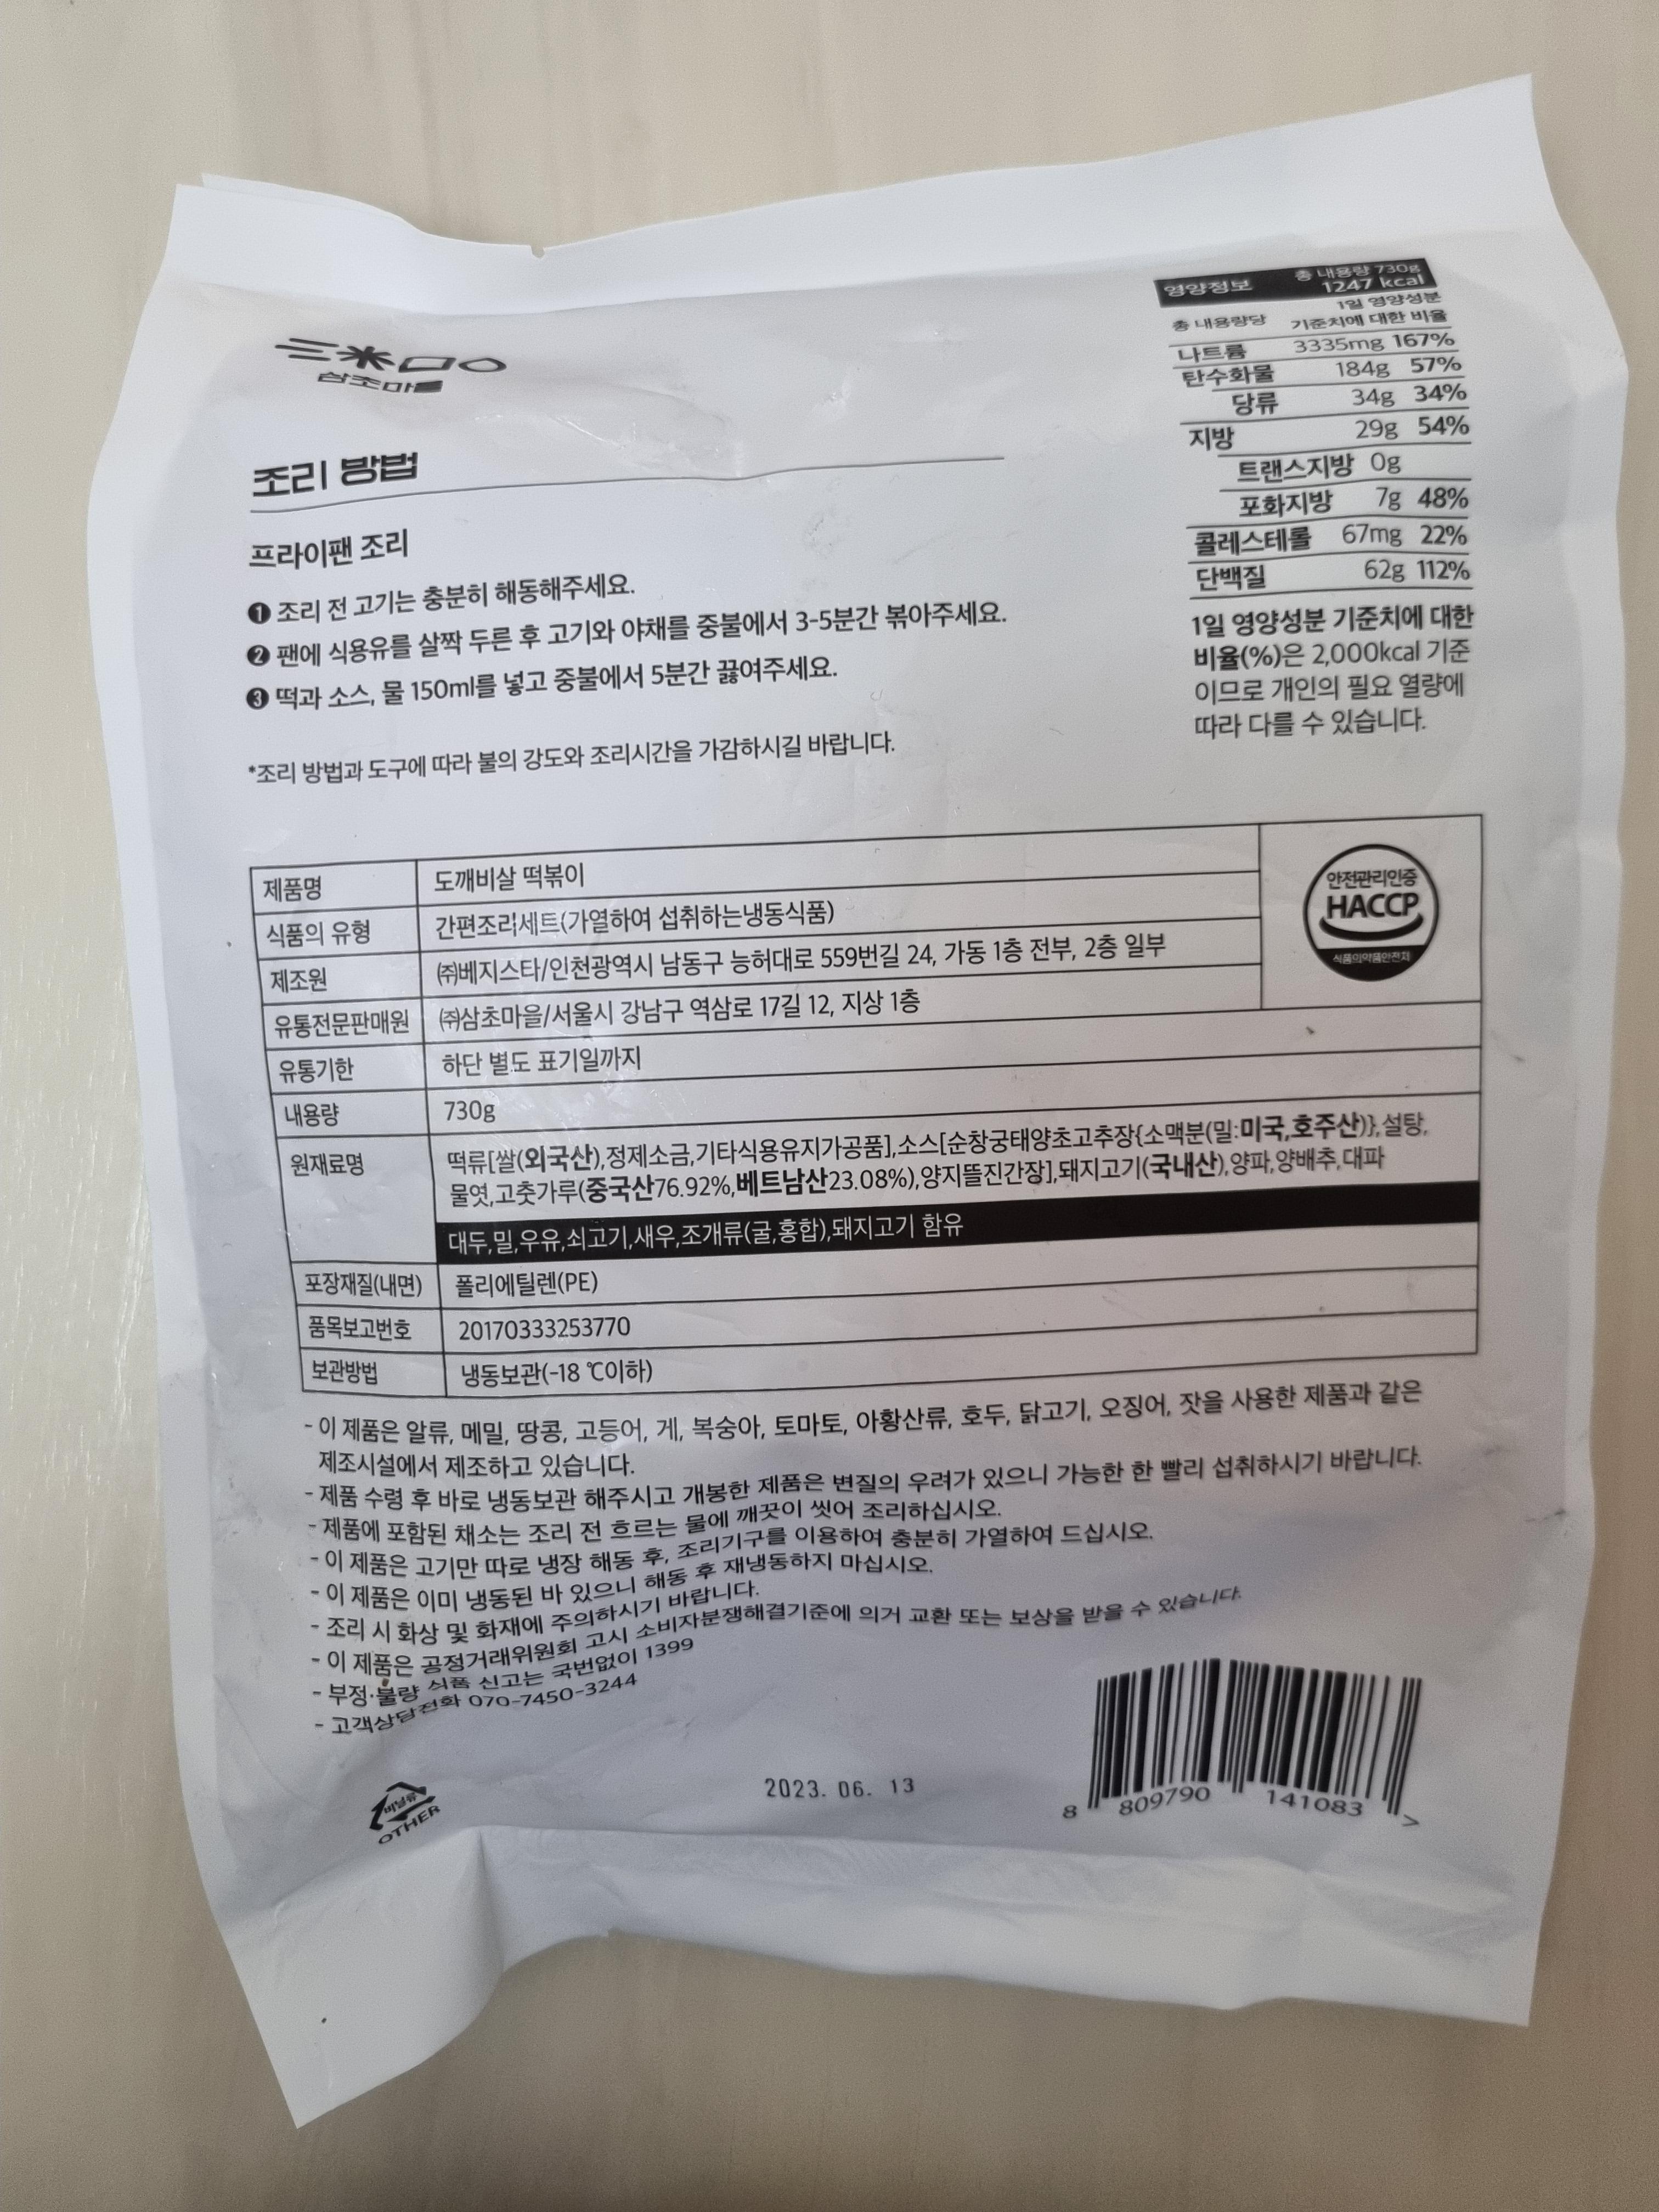 삼초마을
조리 방법
프라이팬 조리
❶ 조리 전 고기는 충분히 해동해주세요.
❷ 팬에 식용유를 살짝 두른 후 고기와 야채를 중불에서 3-5분간 볶아주세요.
❸ 떡과 소스, 물 150ml를 넣고 중불에서 5분간 끓여주세요.
*조리 방법과 도구에 따라 불의 강도와 조리시간을 가감하시길 바랍니다.
영양정보 총 내용량 730g
1247 kcal
총 내용량당 1일 영양성분
기준치에 대한 비율
나트륨 3335mg 167%
탄수화물 184g 57%
당류 34g 34%
지방 29g 54%
트랜스지방 0g
포화지방 7g 48%
콜레스테롤 67mg 22%
단백질 62g 112%
1일 영양성분 기준치에 대한
비율(%)은 2,000kcal 기준
이므로 개인의 필요 열량에
따라 다를 수 있습니다.
제품명 도깨비살 떡볶이
식품의 유형 간편조리세트(가열하여 섭취하는냉동식품)
제조원 ㈜베지스타/인천광역시 남동구 능허대로 559번길 24, 가동 1층 전부, 2층 일부
유통전문판매원 ㈜삼초마을/서울시 강남구 역삼로 17길 12, 지상 1층
안전관리인증
HACCP
식품의약품안전처
유통기한 하단 별도 표기일까지
내용량 730g
원재료명 떡류[쌀(외국산),정제소금,기타식용유지가공품],소스[순창궁태양초고추장{소맥분(밀:미국,호주산)},설탕,
물엿,고춧가루(중국산76.92%,베트남산23.08%),양지뜰진간장],돼지고기(국내산),양파,양배추,대파
대두,밀,우유,쇠고기,새우,조개류(굴,홍합),돼지고기 함유
포장재질(내면) 폴리에틸렌(PE)
품목보고번호 20170333253770
보관방법 냉동보관(-18 ℃이하)
- 이 제품은 알류, 메밀, 땅콩, 고등어, 게, 복숭아, 토마토, 아황산류, 호두, 닭고기, 오징어, 잣을 사용한 제품과 같은
제조시설에서 제조하고 있습니다.
- 제품 수령 후 바로 냉동보관 해주시고 개봉한 제품은 변질의 우려가 있으니 가능한 한 빨리 섭취하시기 바랍니다.
- 제품에 포함된 채소는 조리 전 흐르는 물에 깨끗이 씻어 조리하십시오.
- 이 제품은 고기만 따로 냉장 해동 후, 조리기구를 이용하여 충분히 가열하여 드십시오.
- 이 제품은 이미 냉동된 바 있으니 해동 후 재냉동하지 마십시오.
- 조리 시 화상 및 화재에 주의하시기 바랍니다.
- 이 제품은 공정거래위원회 고시 소비자분쟁해결기준에 의거 교환 또는 보상을 받을 수 있습니다.
- 부정·불량 식품 신고는 국번없이 1399
- 고객상담전화 070-7450-3244
비닐류
OTHER
2023. 06. 13
8 809790 141083 >